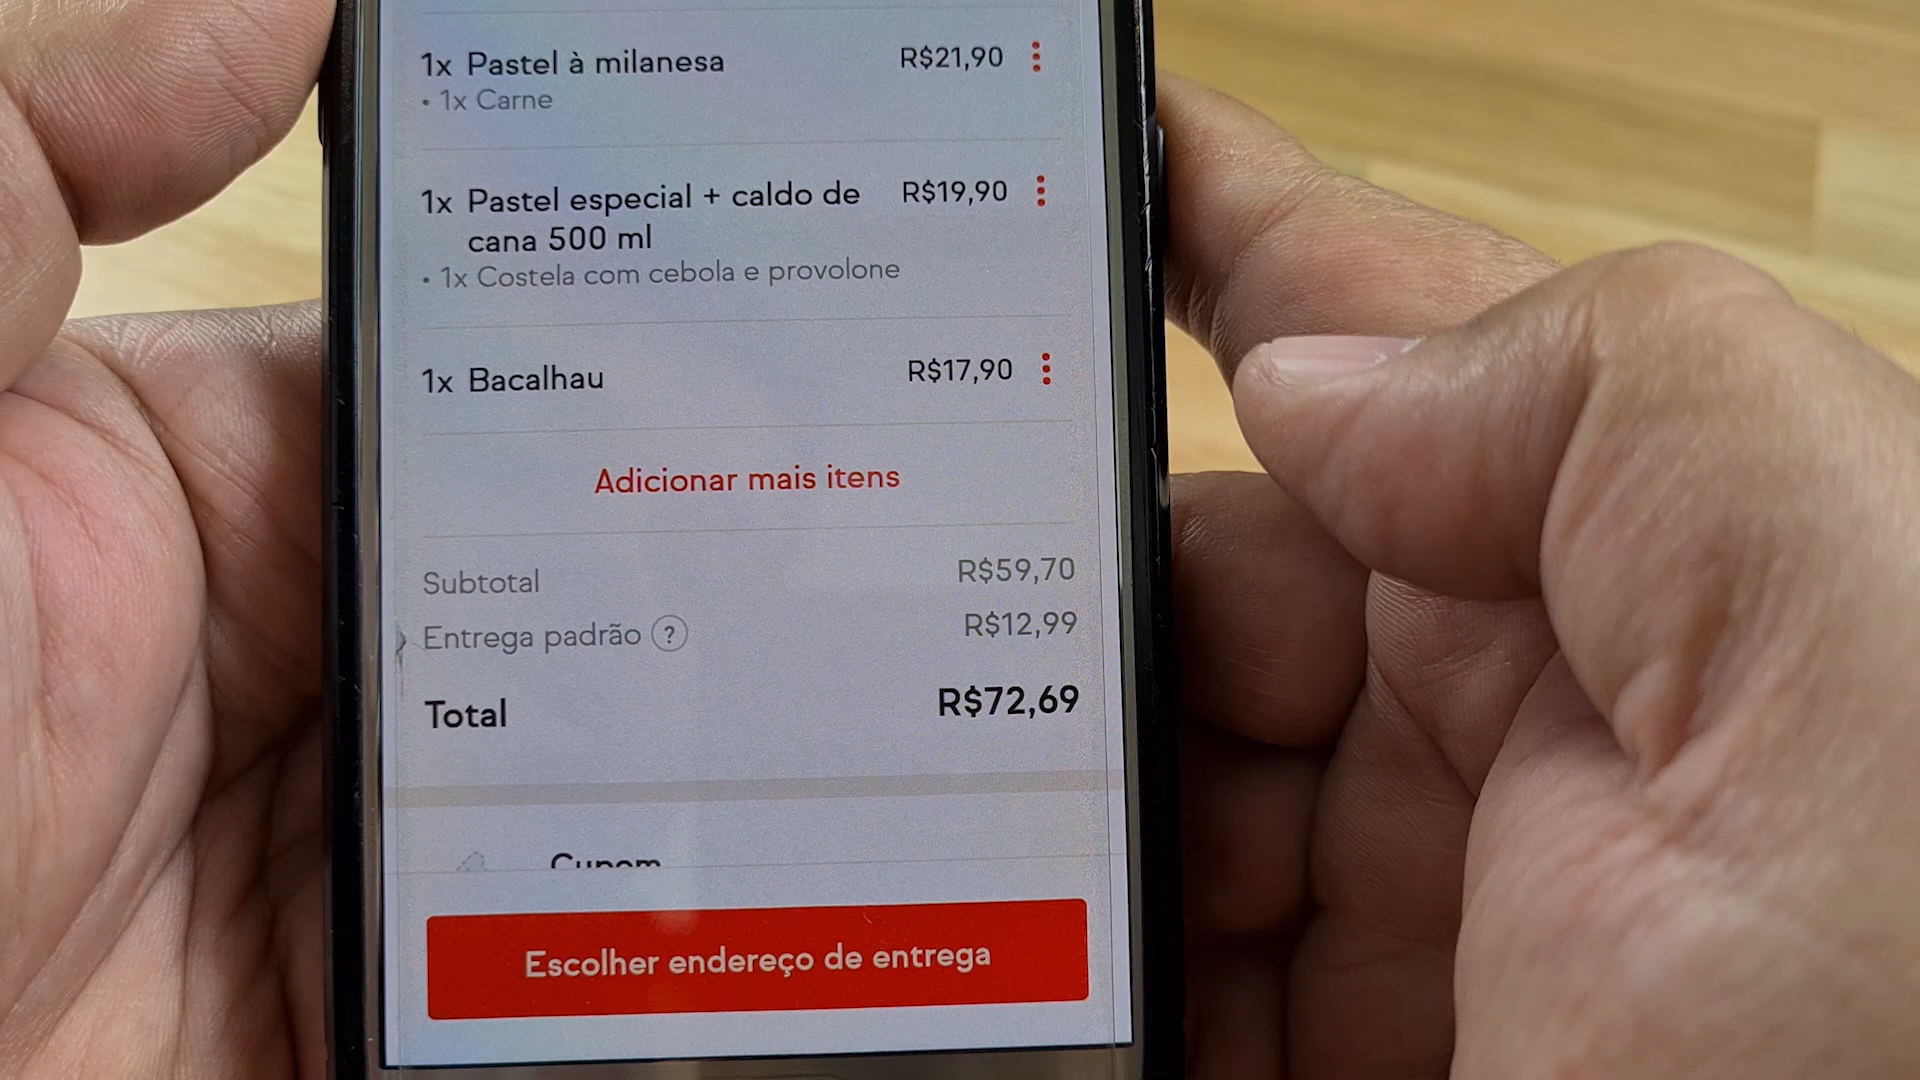 1x Pastel à milanesa R$21,90
• 1x Carne
1x Pastel especial + caldo de R$19,90
cana 500 ml
• 1x Costela com cebola e provolone
1x Bacalhau R$17,90
Adicionar mais itens
Subtotal R$59,70
Entrega padrão ? R$12,99
Total R$72,69
Cupom
Escolher endereço de entrega